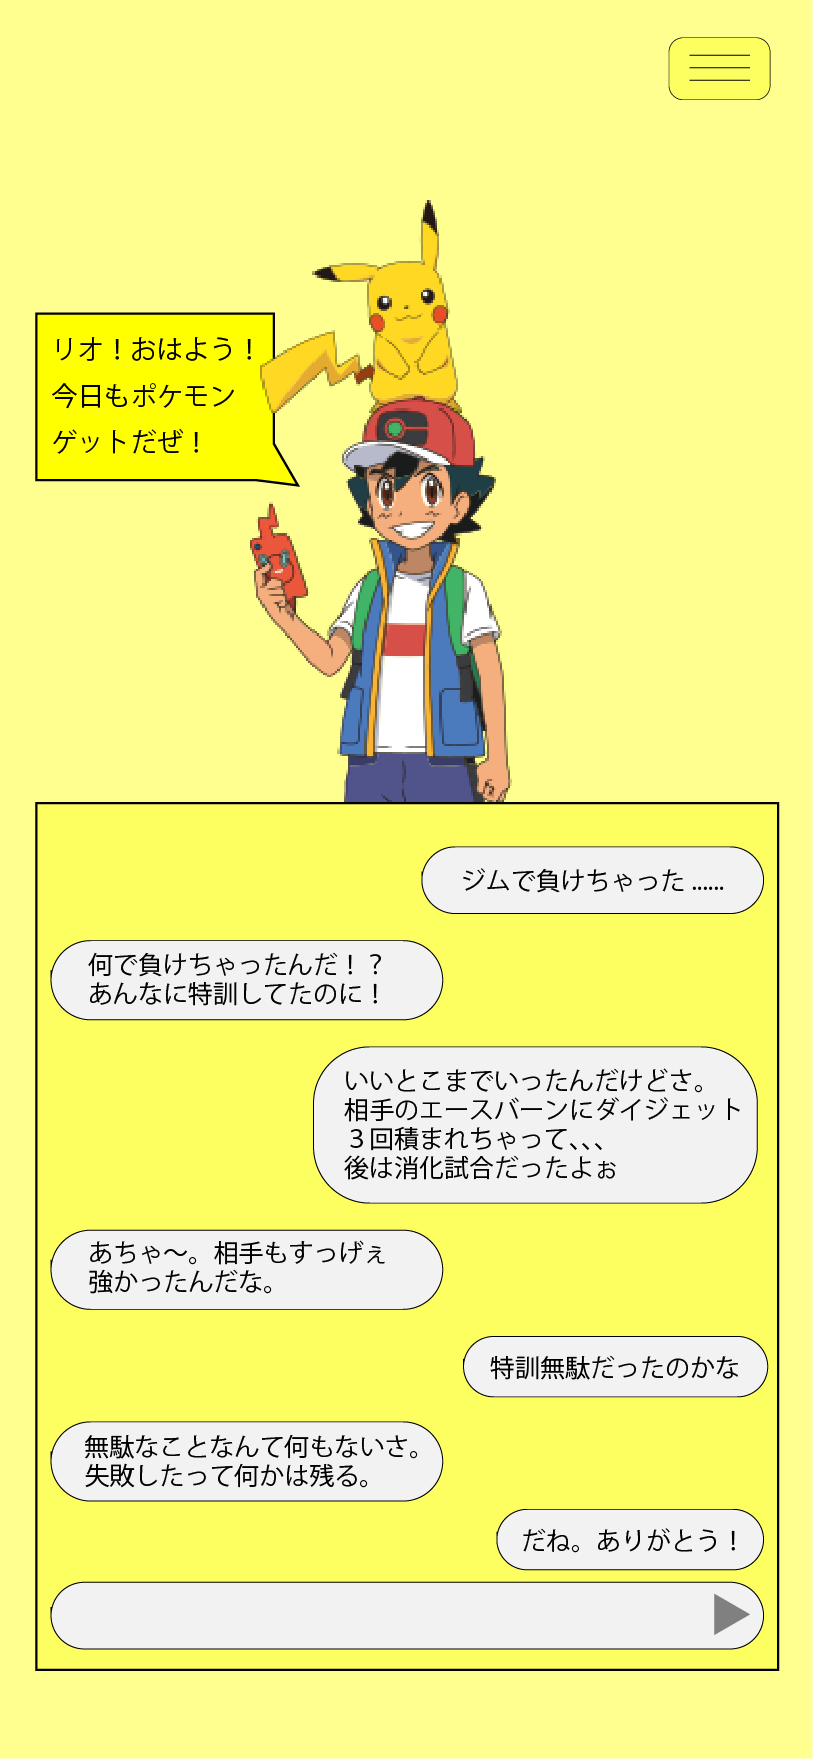 リオ！おはよう！
今日もポケモン
ゲットだぜ！
ジムで負けちゃった……
何で負けちゃったんだ！？
あんなに特訓してたのに！
いいとこまでいったんだけどさ。
相手のエースバーンにダイジェット
３回積まれちゃって、、、
後は消化試合だったよぉ
あちゃ〜。相手もすっげぇ
強かったんだな。
特訓無駄だったのかな
無駄なことなんて何もないさ。
失敗したって何かは残る。
だね。ありがとう！